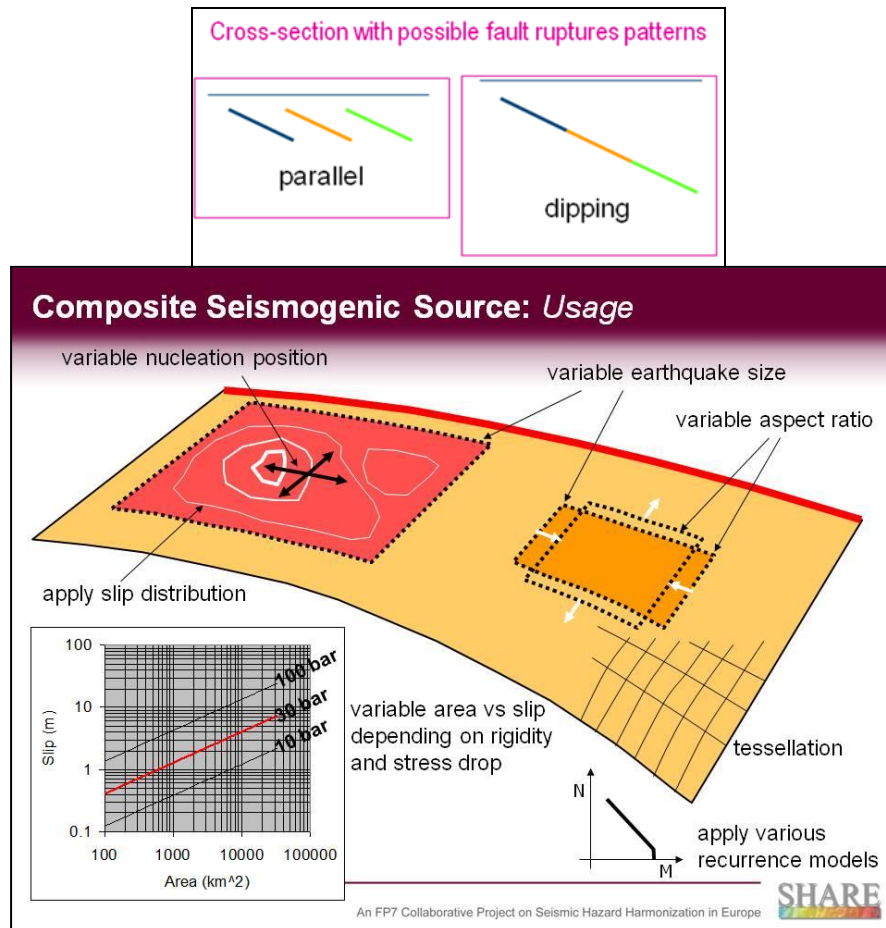 Cross-section with possible fault ruptures patterns
parallel
dipping
Composite Seismogenic Source: Usage
variable nucleation position
variable earthquake size
variable aspect ratio
apply slip distribution
100
10
1
0.1
Slip (m)
100 bar
30 bar
10 bar
100 1000 10000 100000
Area (km^2)
variable area vs slip
depending on rigidity
and stress drop
tessellation
N
M
apply various
recurrence models
An FP7 Collaborative Project on Seismic Hazard Harmonization in Europe
SHARE